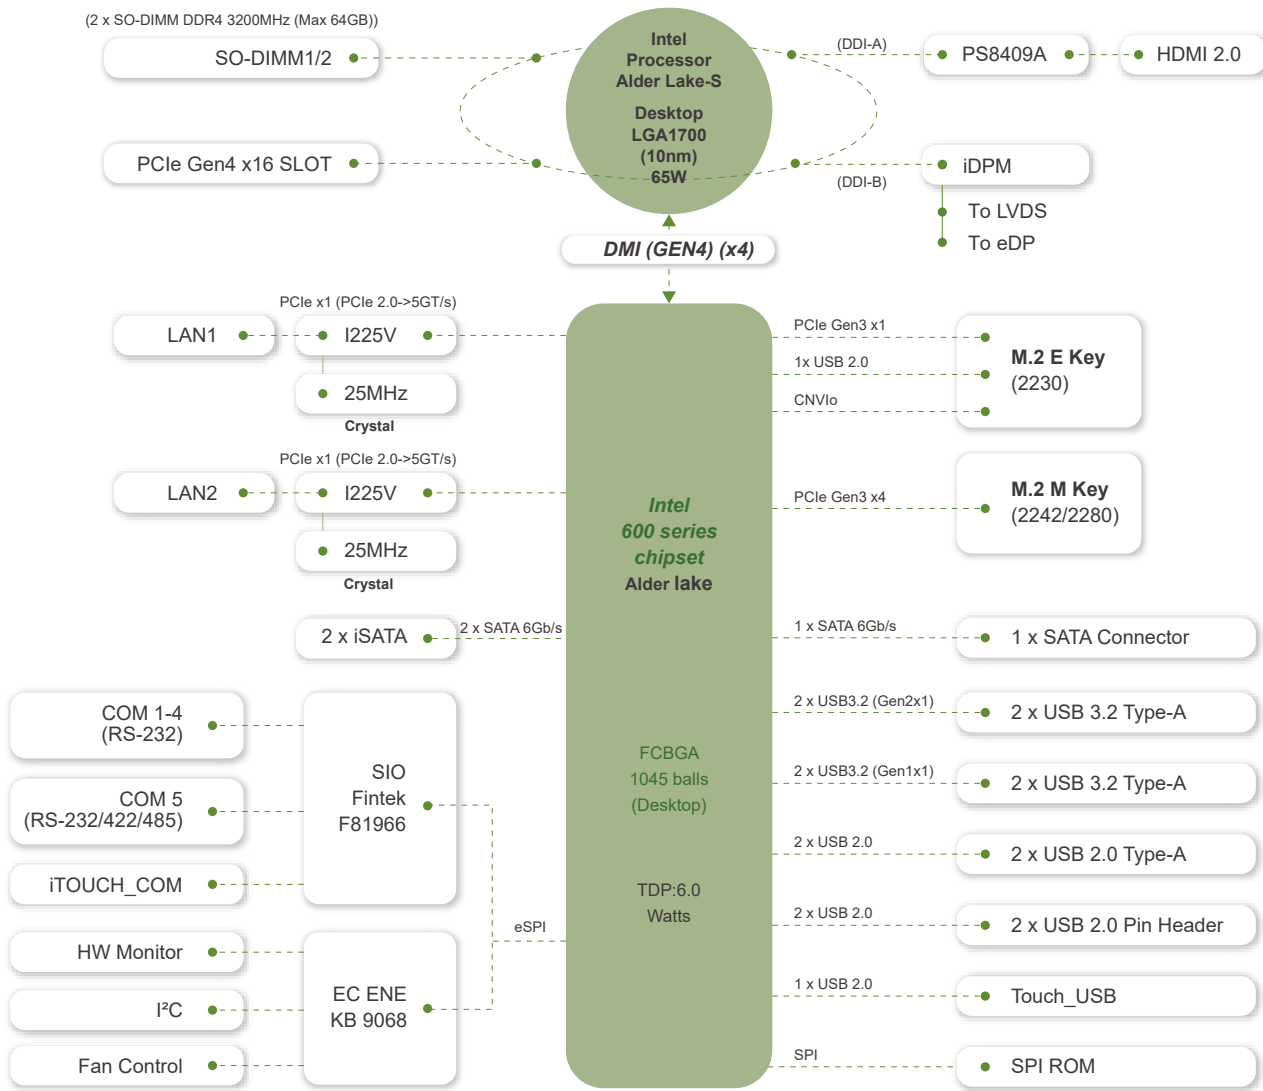 (2 x SO-DIMM DDR4 3200MHz (Max 64GB))
SO-DIMM1/2
PCIe Gen4 x16 SLOT
Intel
Processor
Alder Lake-S
Desktop
LGA1700
(10nm)
65W
(DDI-A)
PS8409A
HDMI 2.0
(DDI-B)
iDPM
To LVDS
To eDP
DMI (GEN4) (x4)
PCIe x1 (PCIe 2.0->5GT/s)
LAN1
I225V
25MHz
Crystal
PCIe x1 (PCIe 2.0->5GT/s)
LAN2
I225V
25MHz
Crystal
2 x iSATA
2 x SATA 6Gb/s
COM 1-4
(RS-232)
COM 5
(RS-232/422/485)
iTOUCH_COM
SIO
Fintek
F81966
HW Monitor
I²C
Fan Control
EC ENE
KB 9068
eSPI
Intel
600 series
chipset
Alder lake
FCBGA
1045 balls
(Desktop)
TDP:6.0
Watts
PCIe Gen3 x1
1x USB 2.0
CNVIo
M.2 E Key
(2230)
PCIe Gen3 x4
M.2 M Key
(2242/2280)
1 x SATA 6Gb/s
1 x SATA Connector
2 x USB3.2 (Gen2x1)
2 x USB 3.2 Type-A
2 x USB3.2 (Gen1x1)
2 x USB 3.2 Type-A
2 x USB 2.0
2 x USB 2.0 Type-A
2 x USB 2.0
2 x USB 2.0 Pin Header
1 x USB 2.0
Touch_USB
SPI
SPI ROM